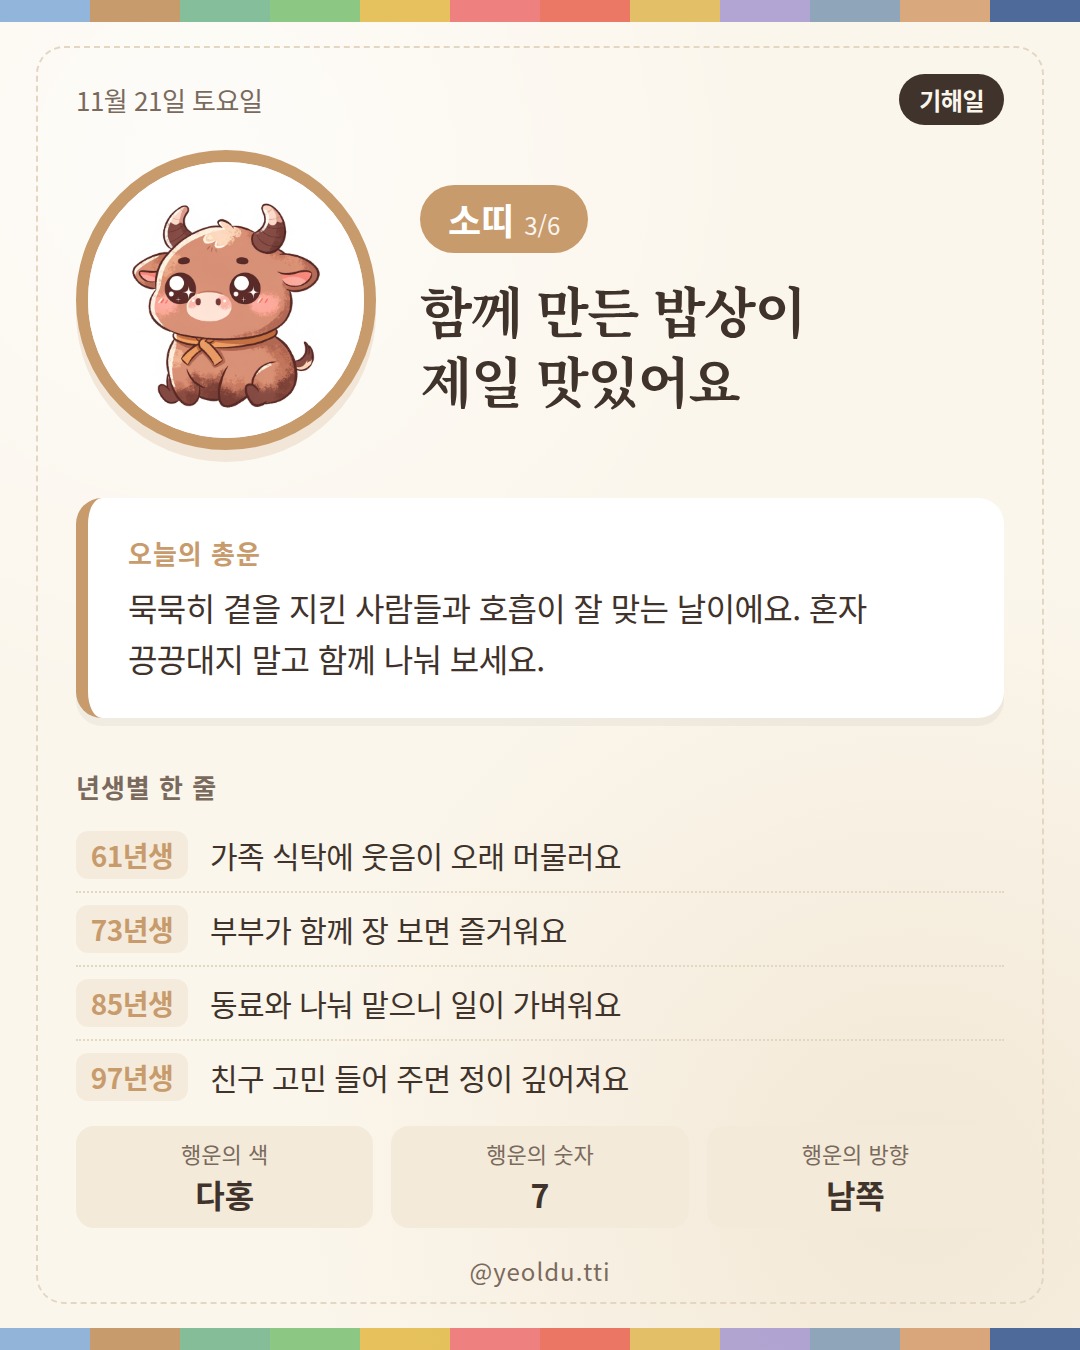 11월 21일 토요일
기해일
소띠 3/6
함께 만든 밥상이
제일 맛있어요
오늘의 총운
묵묵히 곁을 지킨 사람들과 호흡이 잘 맞는 날이에요. 혼자
끙끙대지 말고 함께 나눠 보세요.
년생별 한 줄
61년생 가족 식탁에 웃음이 오래 머물러요
73년생 부부가 함께 장 보면 즐거워요
85년생 동료와 나눠 맡으니 일이 가벼워요
97년생 친구 고민 들어 주면 정이 깊어져요
행운의 색
다홍
행운의 숫자
7
행운의 방향
남쪽
@yeoldu.tti